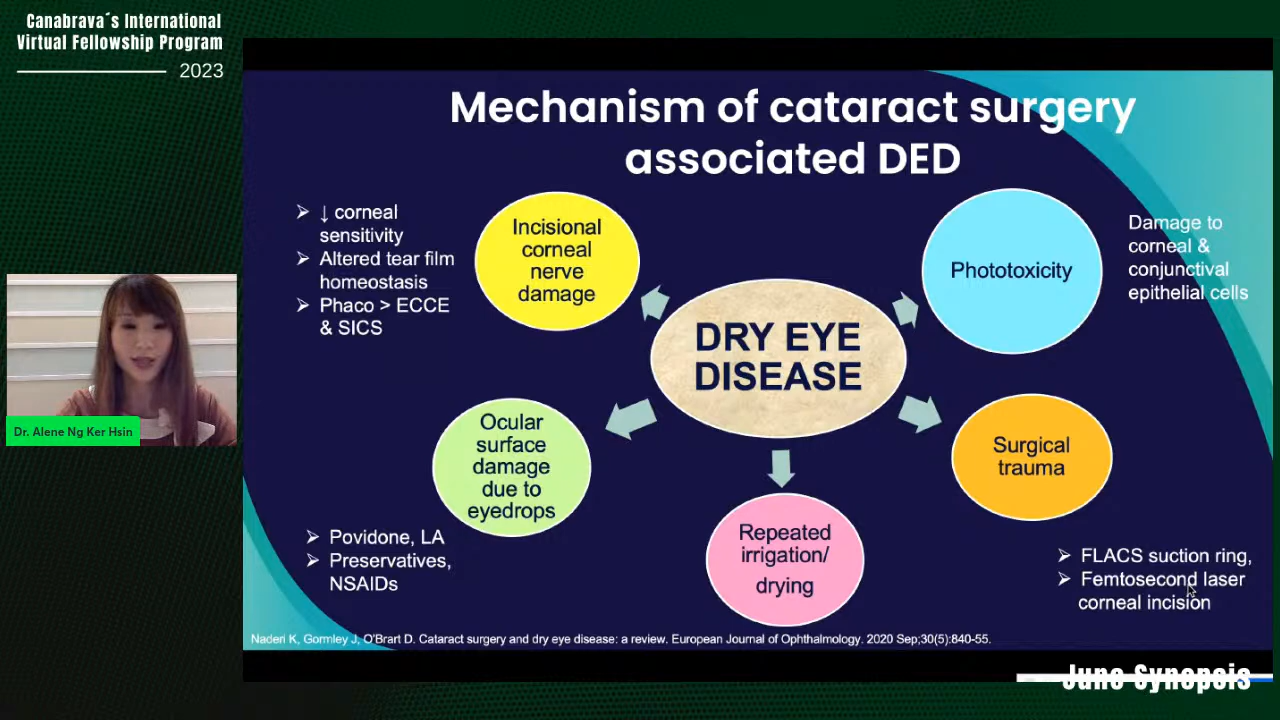 Canabrava´s International
Virtual Fellowship Program
2023
Mechanism of cataract surgery
associated DED
➢ ↓ corneal
sensitivity
➢ Altered tear film
homeostasis
➢ Phaco > ECCE
& SICS
Incisional
corneal
nerve
damage
Phototoxicity
Damage to
corneal &
conjunctival
epithelial cells
DRY EYE
DISEASE
Ocular
surface
damage
due to
eyedrops
➢ Povidone, LA
➢ Preservatives,
NSAIDs
Repeated
irrigation/
drying
Surgical
trauma
➢ FLACS suction ring,
➢ Femtosecond laser
corneal incision
Dr. Alene Ng Ker Hsin
Naderi K, Gormley J, O'Brart D. Cataract surgery and dry eye disease: a review. European Journal of Ophthalmology. 2020 Sep;30(5):840-55.
June Synopsis